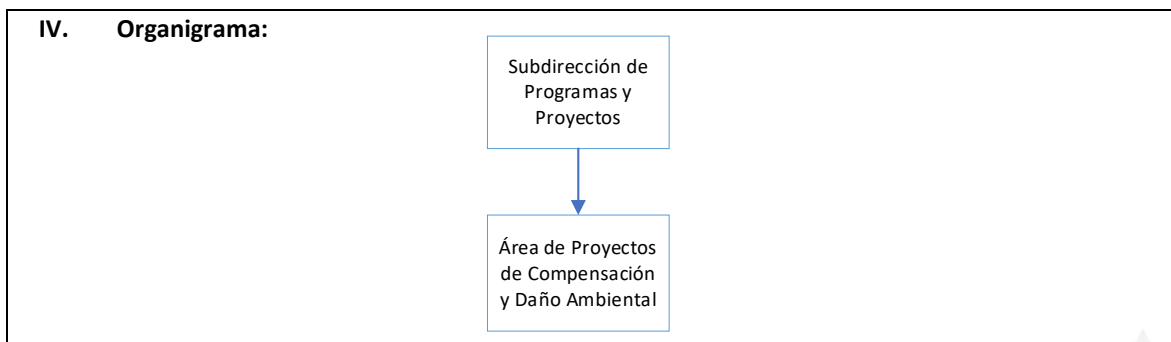 IV. Organigrama:
Subdirección de
Programas y
Proyectos
Área de Proyectos
de Compensación
y Daño Ambiental